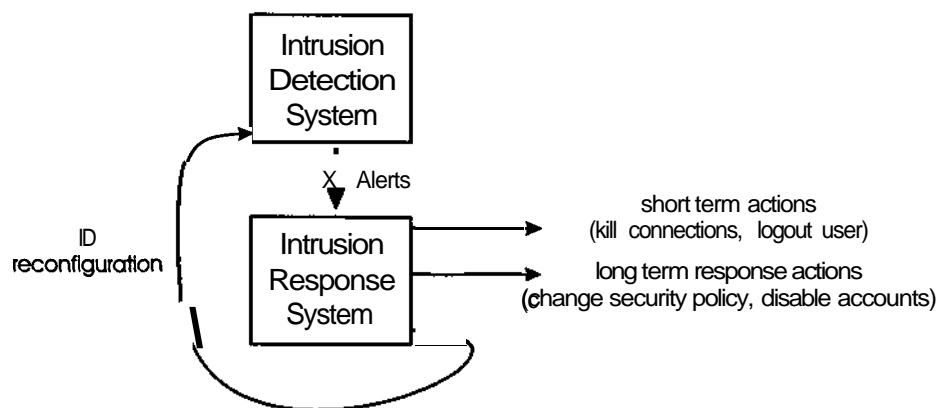 Intrusion
Detection
System
X Alerts
ID
reconfiguration
Intrusion
Response
System
short term actions
(kill connections, logout user)
long term response actions
(change security policy, disable accounts)